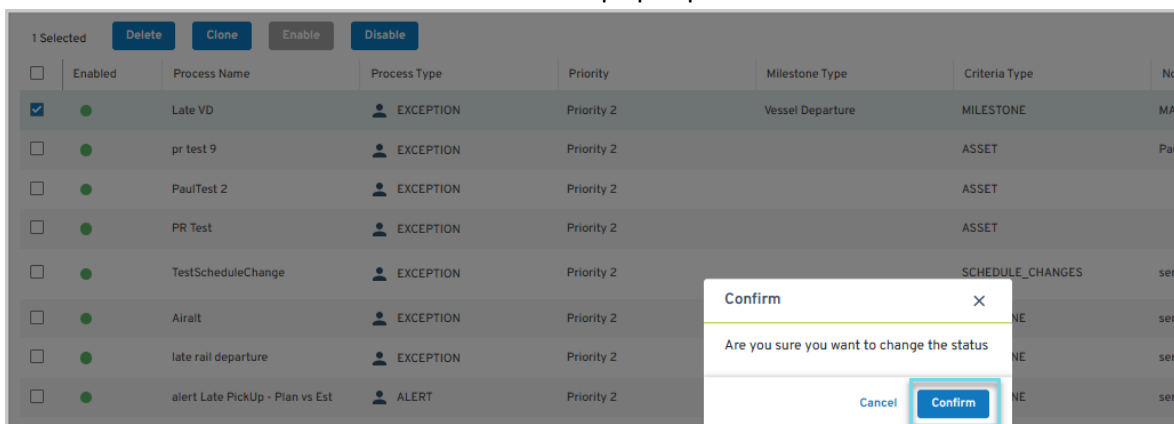 1 Selected Delete Clone Enable Disable
Enabled Process Name Process Type Priority Milestone Type Criteria Type
Late VD EXCEPTION Priority 2 Vessel Departure MILESTONE
pr test 9 EXCEPTION Priority 2 ASSET
PaulTest 2 EXCEPTION Priority 2 ASSET
PR Test EXCEPTION Priority 2 ASSET
TestScheduleChange EXCEPTION Priority 2 SCHEDULE_CHANGES
Confirm
Airalt EXCEPTION Priority 2
Are you sure you want to change the status
late rail departure EXCEPTION Priority 2
alert Late PickUp - Plan vs Est ALERT Priority 2
Cancel Confirm